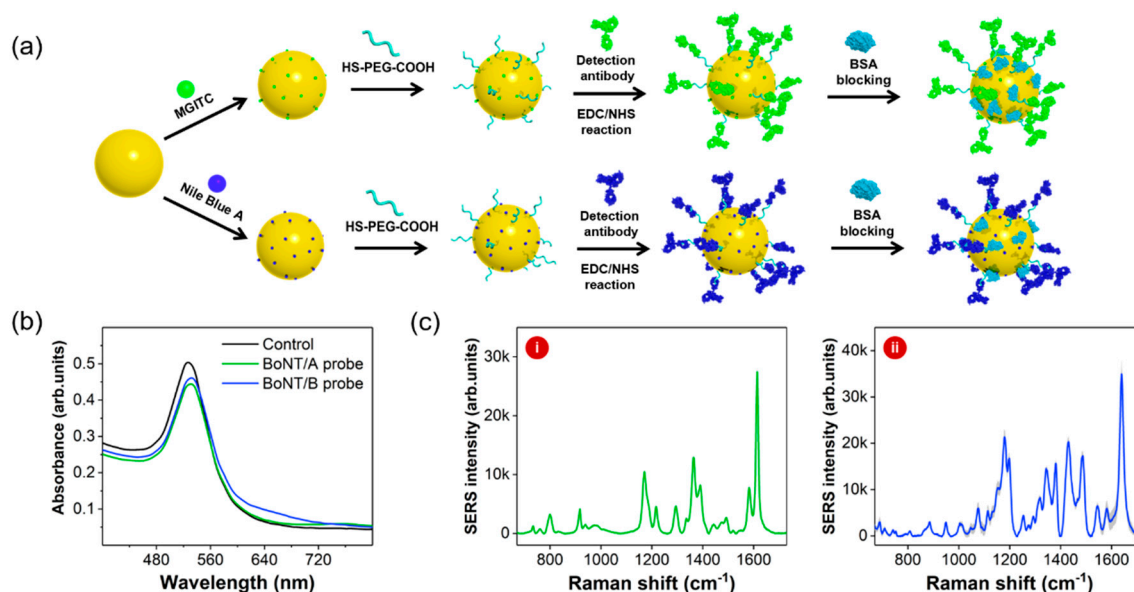 (a)
MGITC
Nile Blue A
HS-PEG-COOH
Detection
antibody
EDC/NHS
reaction
BSA
blocking
HS-PEG-COOH
Detection
antibody
EDC/NHS
reaction
BSA
blocking
(b)
Absorbance (arb.units)
0.5
0.4
0.3
0.2
0.1
Control
BoNT/A probe
BoNT/B probe
480 560 640 720
Wavelength (nm)
(c)
i
SERS intensity (arb.units)
30k
20k
10k
0
800 1000 1200 1400 1600
Raman shift (cm⁻¹)
ii
SERS intensity (arb.units)
40k
30k
20k
10k
0
800 1000 1200 1400 1600
Raman shift (cm⁻¹)